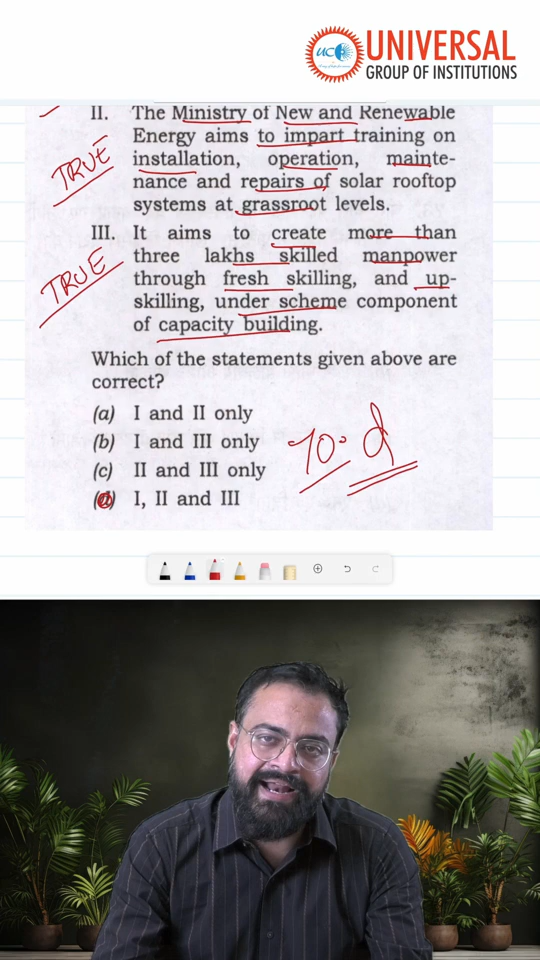 UCO
UNIVERSAL
GROUP OF INSTITUTIONS
II. The Ministry of New and Renewable
Energy aims to impart training on
installation, operation, mainte-
nance and repairs of solar rooftop
systems at grassroot levels.
TRUE
III. It aims to create more than
three lakhs skilled manpower
through fresh skilling, and up-
skilling, under scheme component
of capacity building.
TRUE
Which of the statements given above are
correct?
(a) I and II only
(b) I and III only
(c) II and III only
(d) I, II and III
70. d